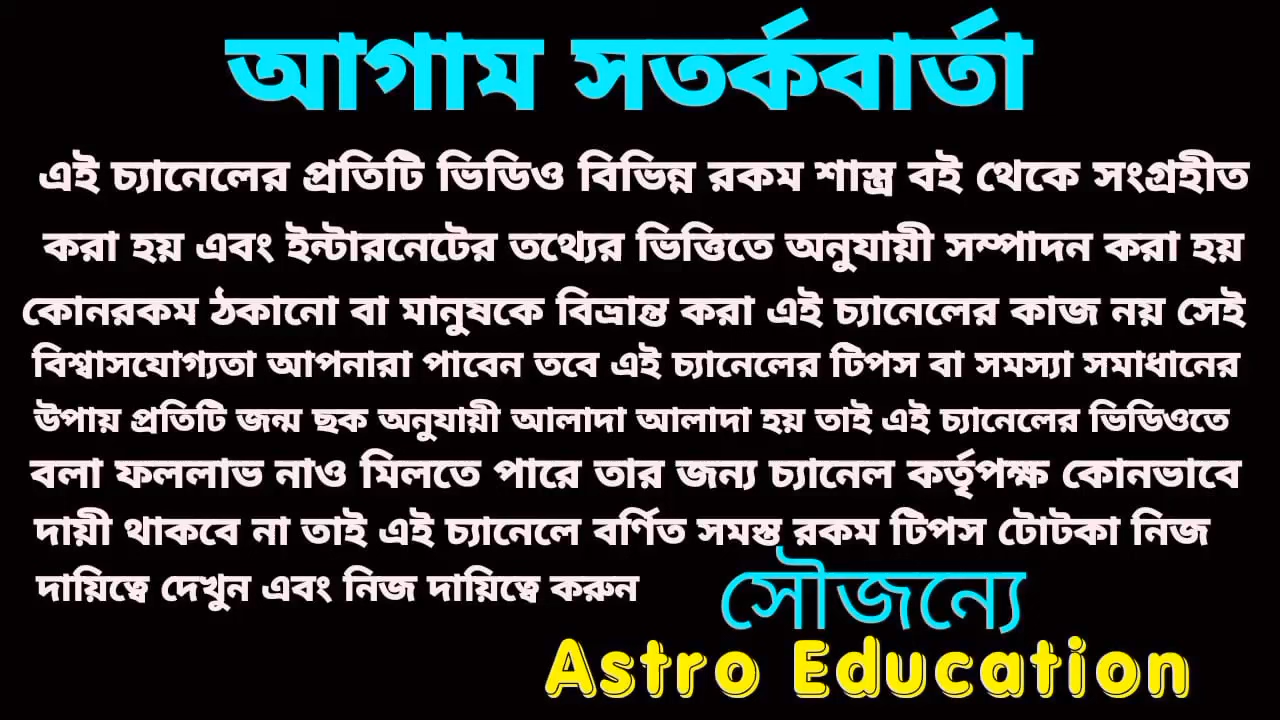 আগাম সতর্কবার্তা
এই চ্যানেলের প্রতিটি ভিডিও বিভিন্ন রকম শাস্ত্র বই থেকে সংগ্রহীত
করা হয় এবং ইন্টারনেটের তথ্যের ভিত্তিতে অনুযায়ী সম্পাদন করা হয়
কোনরকম ঠকানো বা মানুষকে বিভ্রান্ত করা এই চ্যানেলের কাজ নয় সেই
বিশ্বাসযোগ্যতা আপনারা পাবেন তবে এই চ্যানেলের টিপস বা সমস্যা সমাধানের
উপায় প্রতিটি জন্ম ছক অনুযায়ী আলাদা আলাদা হয় তাই এই চ্যানেলের ভিডিওতে
বলা ফললাভ নাও মিলতে পারে তার জন্য চ্যানেল কর্তৃপক্ষ কোনভাবে
দায়ী থাকবে না তাই এই চ্যানেলে বর্ণিত সমস্ত রকম টিপস টোটকা নিজ
দায়িত্বে দেখুন এবং নিজ দায়িত্বে করুন
সৌজন্যে
Astro Education